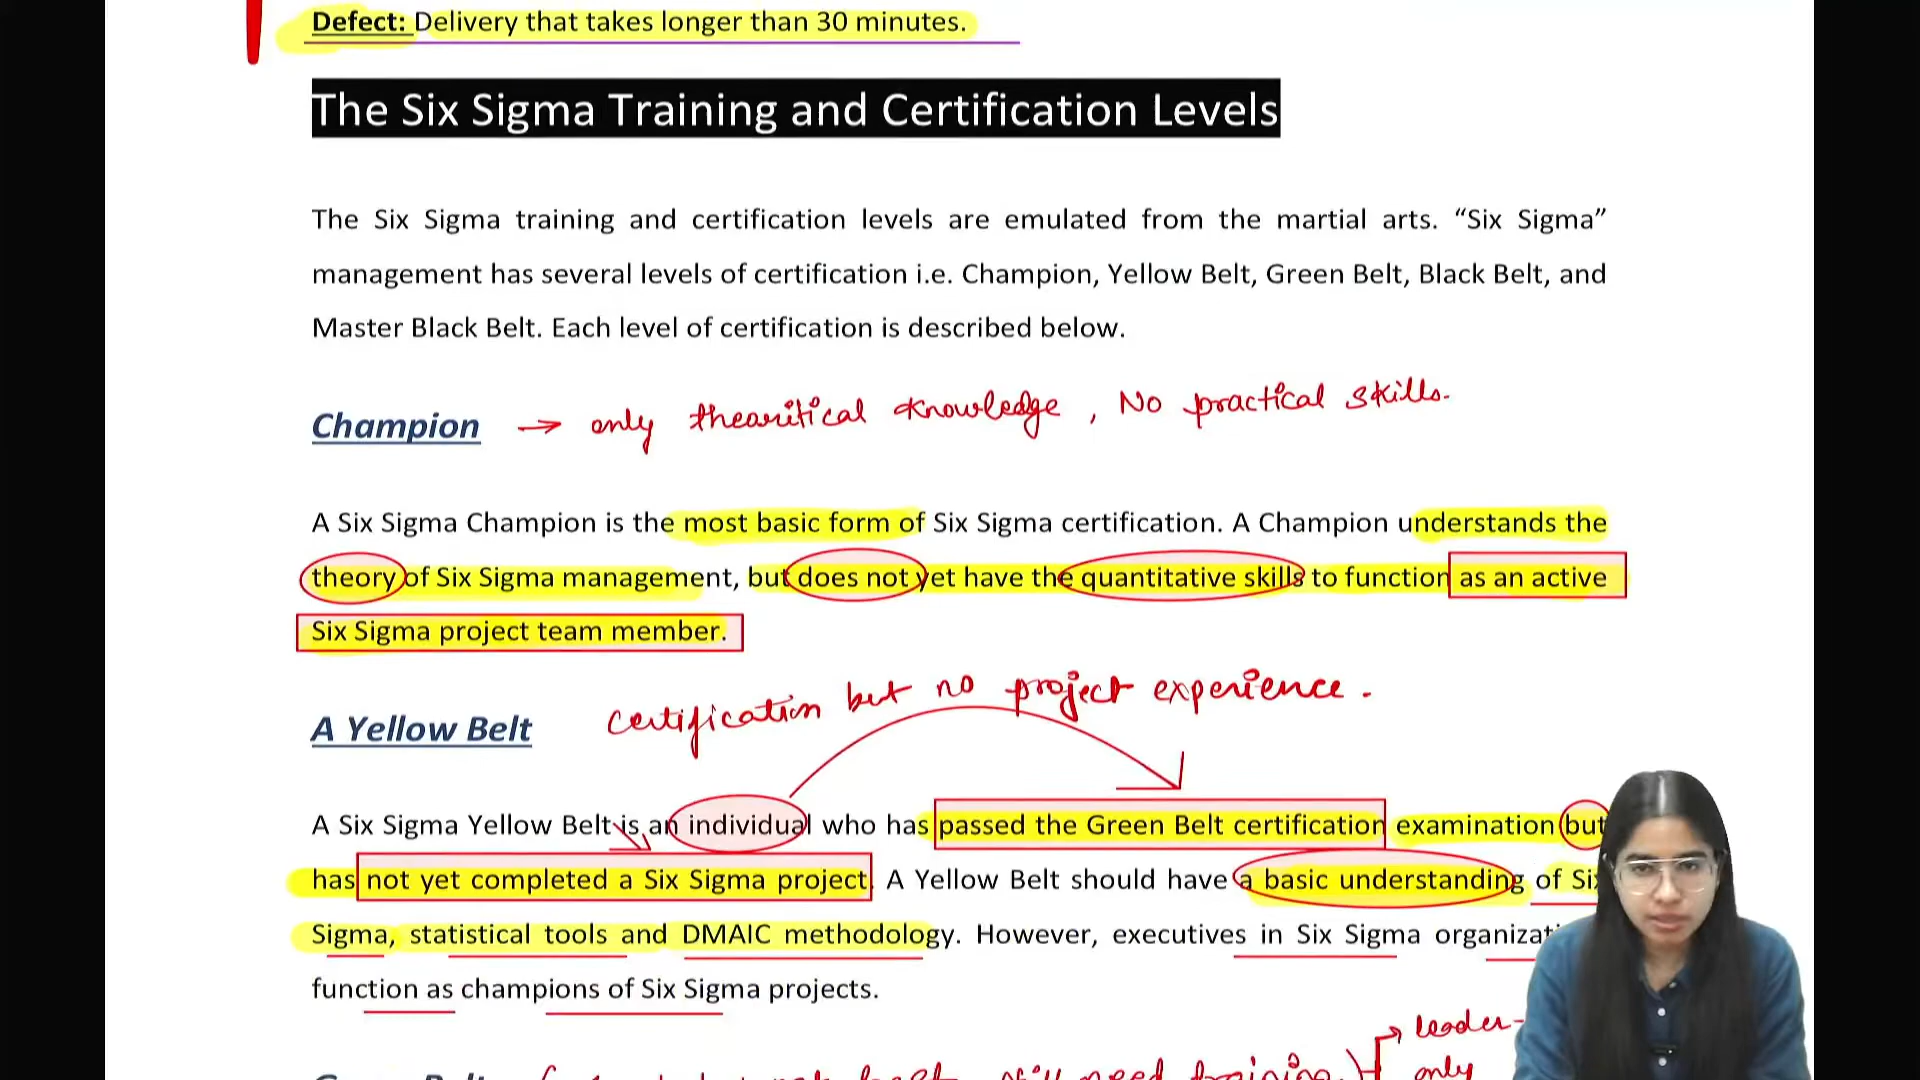 Defect: Delivery that takes longer than 30 minutes.
The Six Sigma Training and Certification Levels
The Six Sigma training and certification levels are emulated from the martial arts. “Six Sigma”
management has several levels of certification i.e. Champion, Yellow Belt, Green Belt, Black Belt, and
Master Black Belt. Each level of certification is described below.
Champion → only thearitical knowledge, No practical skills.
A Six Sigma Champion is the most basic form of Six Sigma certification. A Champion understands the
theory of Six Sigma management, but does not yet have the quantitative skills to function as an active
Six Sigma project team member.
certification but no project experience.
A Yellow Belt
A Six Sigma Yellow Belt is an individual who has passed the Green Belt certification examination but
has not yet completed a Six Sigma project. A Yellow Belt should have a basic understanding of Six
Sigma, statistical tools and DMAIC methodology. However, executives in Six Sigma
function as champions of Six Sigma projects.
→ leader-
only
still need training